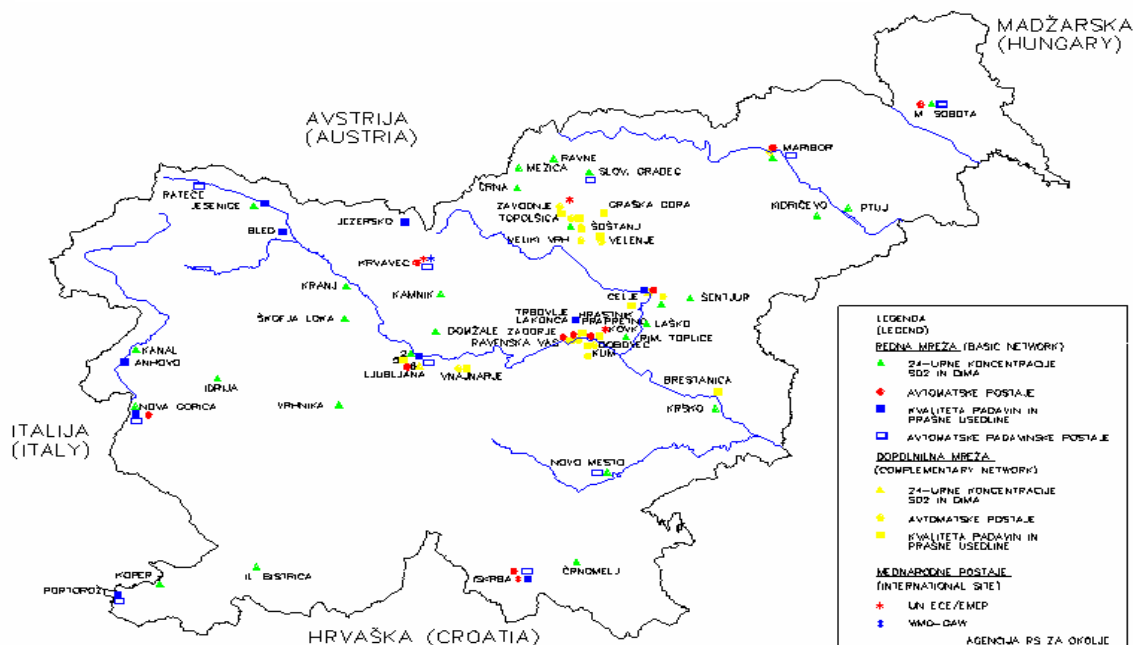 MADŽARSKA
(HUNGARY)
AVSTRIJA
(AUSTRIA)
M. SOBOTA
MARIBOR
RAVNE
MEŽICA
SLOV. GRADEC
ČRNA
RATEČE
JESENICE
ZAVODNJE
GRAŠKA GORA
TOPOLŠICA
KIDRIČEVO
PTUJ
JEZERSKO
ŠOŠTANJ
BLED
VELIKI VRH
VELENJE
KRVAVEC
KRANJ
KAMNIK
CELJE
ŠENTJUR
TRBOVLJE
HRASTNIK
LAKONCA
PRAPRETNO
ŠKOFJA LOKA
DOMŽALE
ZAGORJE
KOVK
LAŠKO
RAVENSKA VAS
DOBOVEC
RIM. TOPLICE
KUM
KANAL
ANHOVO
LJUBLJANA
VNAJNARJE
IDRIJA
BRESTANICA
NOVA GORICA
VRHNIKA
KRŠKO
ITALIJA
(ITALY)
NOVO MESTO
KOPER
IL. BISTRICA
ISKRBA
ČRNOMELJ
PORTOROŽ
HRVAŠKA (CROATIA)
LEGENDA
(LEGEND)
REDNA MREŽA (BASIC NETWORK)
24-URNE KONCENTRACIJE
SO2 IN DIMA
AVTOMATSKE POSTAJE
KVALITETA PADAVIN IN
PRAŠNE USEDLINE
AVTOMATSKE PADAVINSKE POSTAJE
DOPOLNILNA MREŽA
(COMPLEMENTARY NETWORK)
24-URNE KONCENTRACIJE
SO2 IN DIMA
AVTOMATSKE POSTAJE
KVALITETA PADAVIN IN
PRAŠNE USEDLINE
MEDNARODNE POSTAJE
(INTERNATIONAL SITE)
UN ECE/EMEP
WMO-GAW
AGENCIJA RS ZA OKOLJE